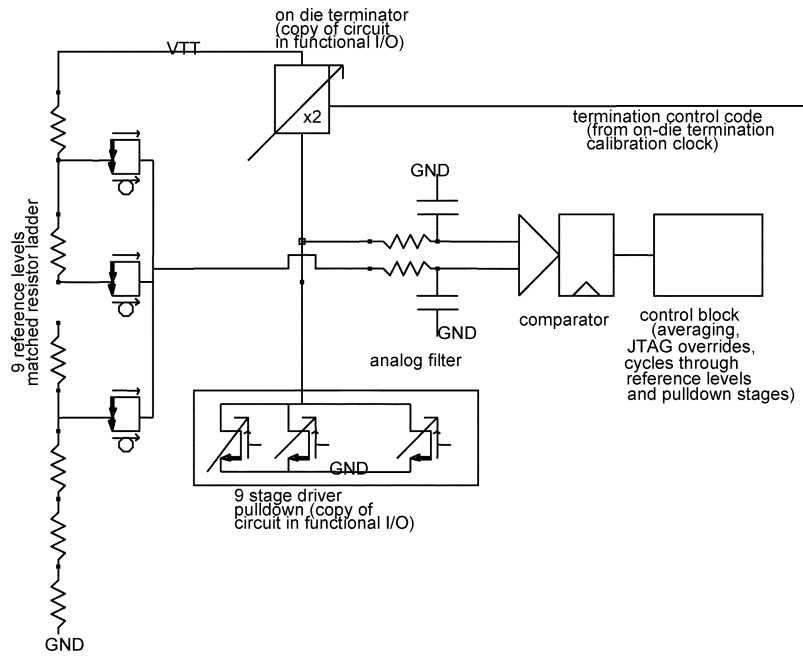 on die terminator
(copy of circuit
in functional I/O)
VTT
x2
termination control code
(from on-die termination
calibration clock)
GND
9 reference levels
matched resistor ladder
comparator
control block
(averaging,
JTAG overrides,
cycles through
reference levels
and pulldown stages)
GND
analog filter
GND
9 stage driver
pulldown (copy of
circuit in functional I/O)
GND